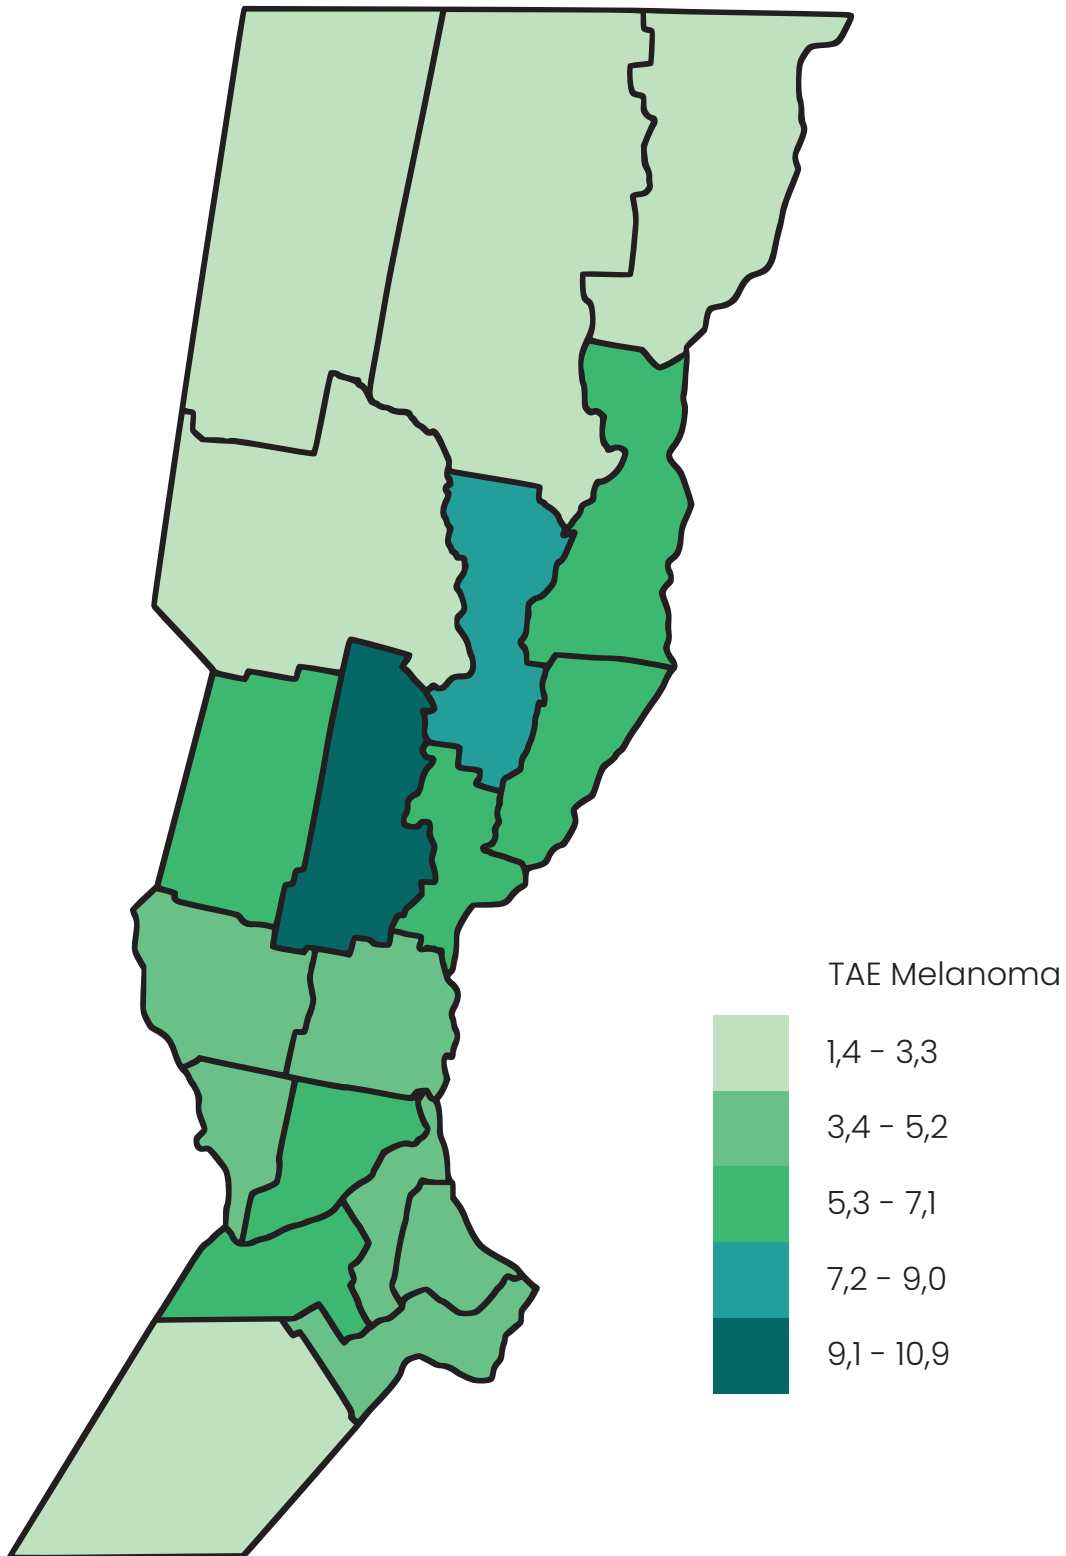 TAE Melanoma
1,4 - 3,3
3,4 - 5,2
5,3 - 7,1
7,2 - 9,0
9,1 - 10,9